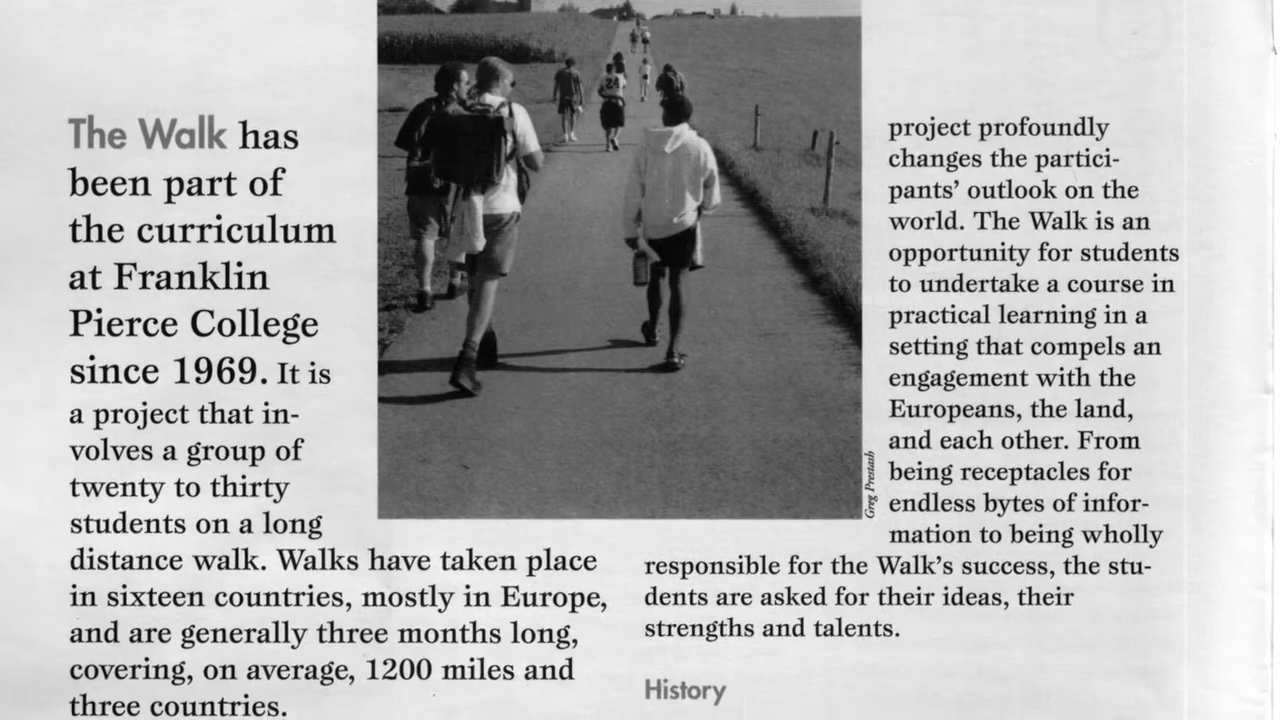 The Walk has
been part of
the curriculum
at Franklin
Pierce College
since 1969. It is
a project that in-
volves a group of
twenty to thirty
students on a long
distance walk. Walks have taken place
in sixteen countries, mostly in Europe,
and are generally three months long,
covering, on average, 1200 miles and
three countries.
24
Greg Prestash
project profoundly
changes the partici-
pants' outlook on the
world. The Walk is an
opportunity for students
to undertake a course in
practical learning in a
setting that compels an
engagement with the
Europeans, the land,
and each other. From
being receptacles for
endless bytes of infor-
mation to being wholly
responsible for the Walk's success, the stu-
dents are asked for their ideas, their
strengths and talents.
History